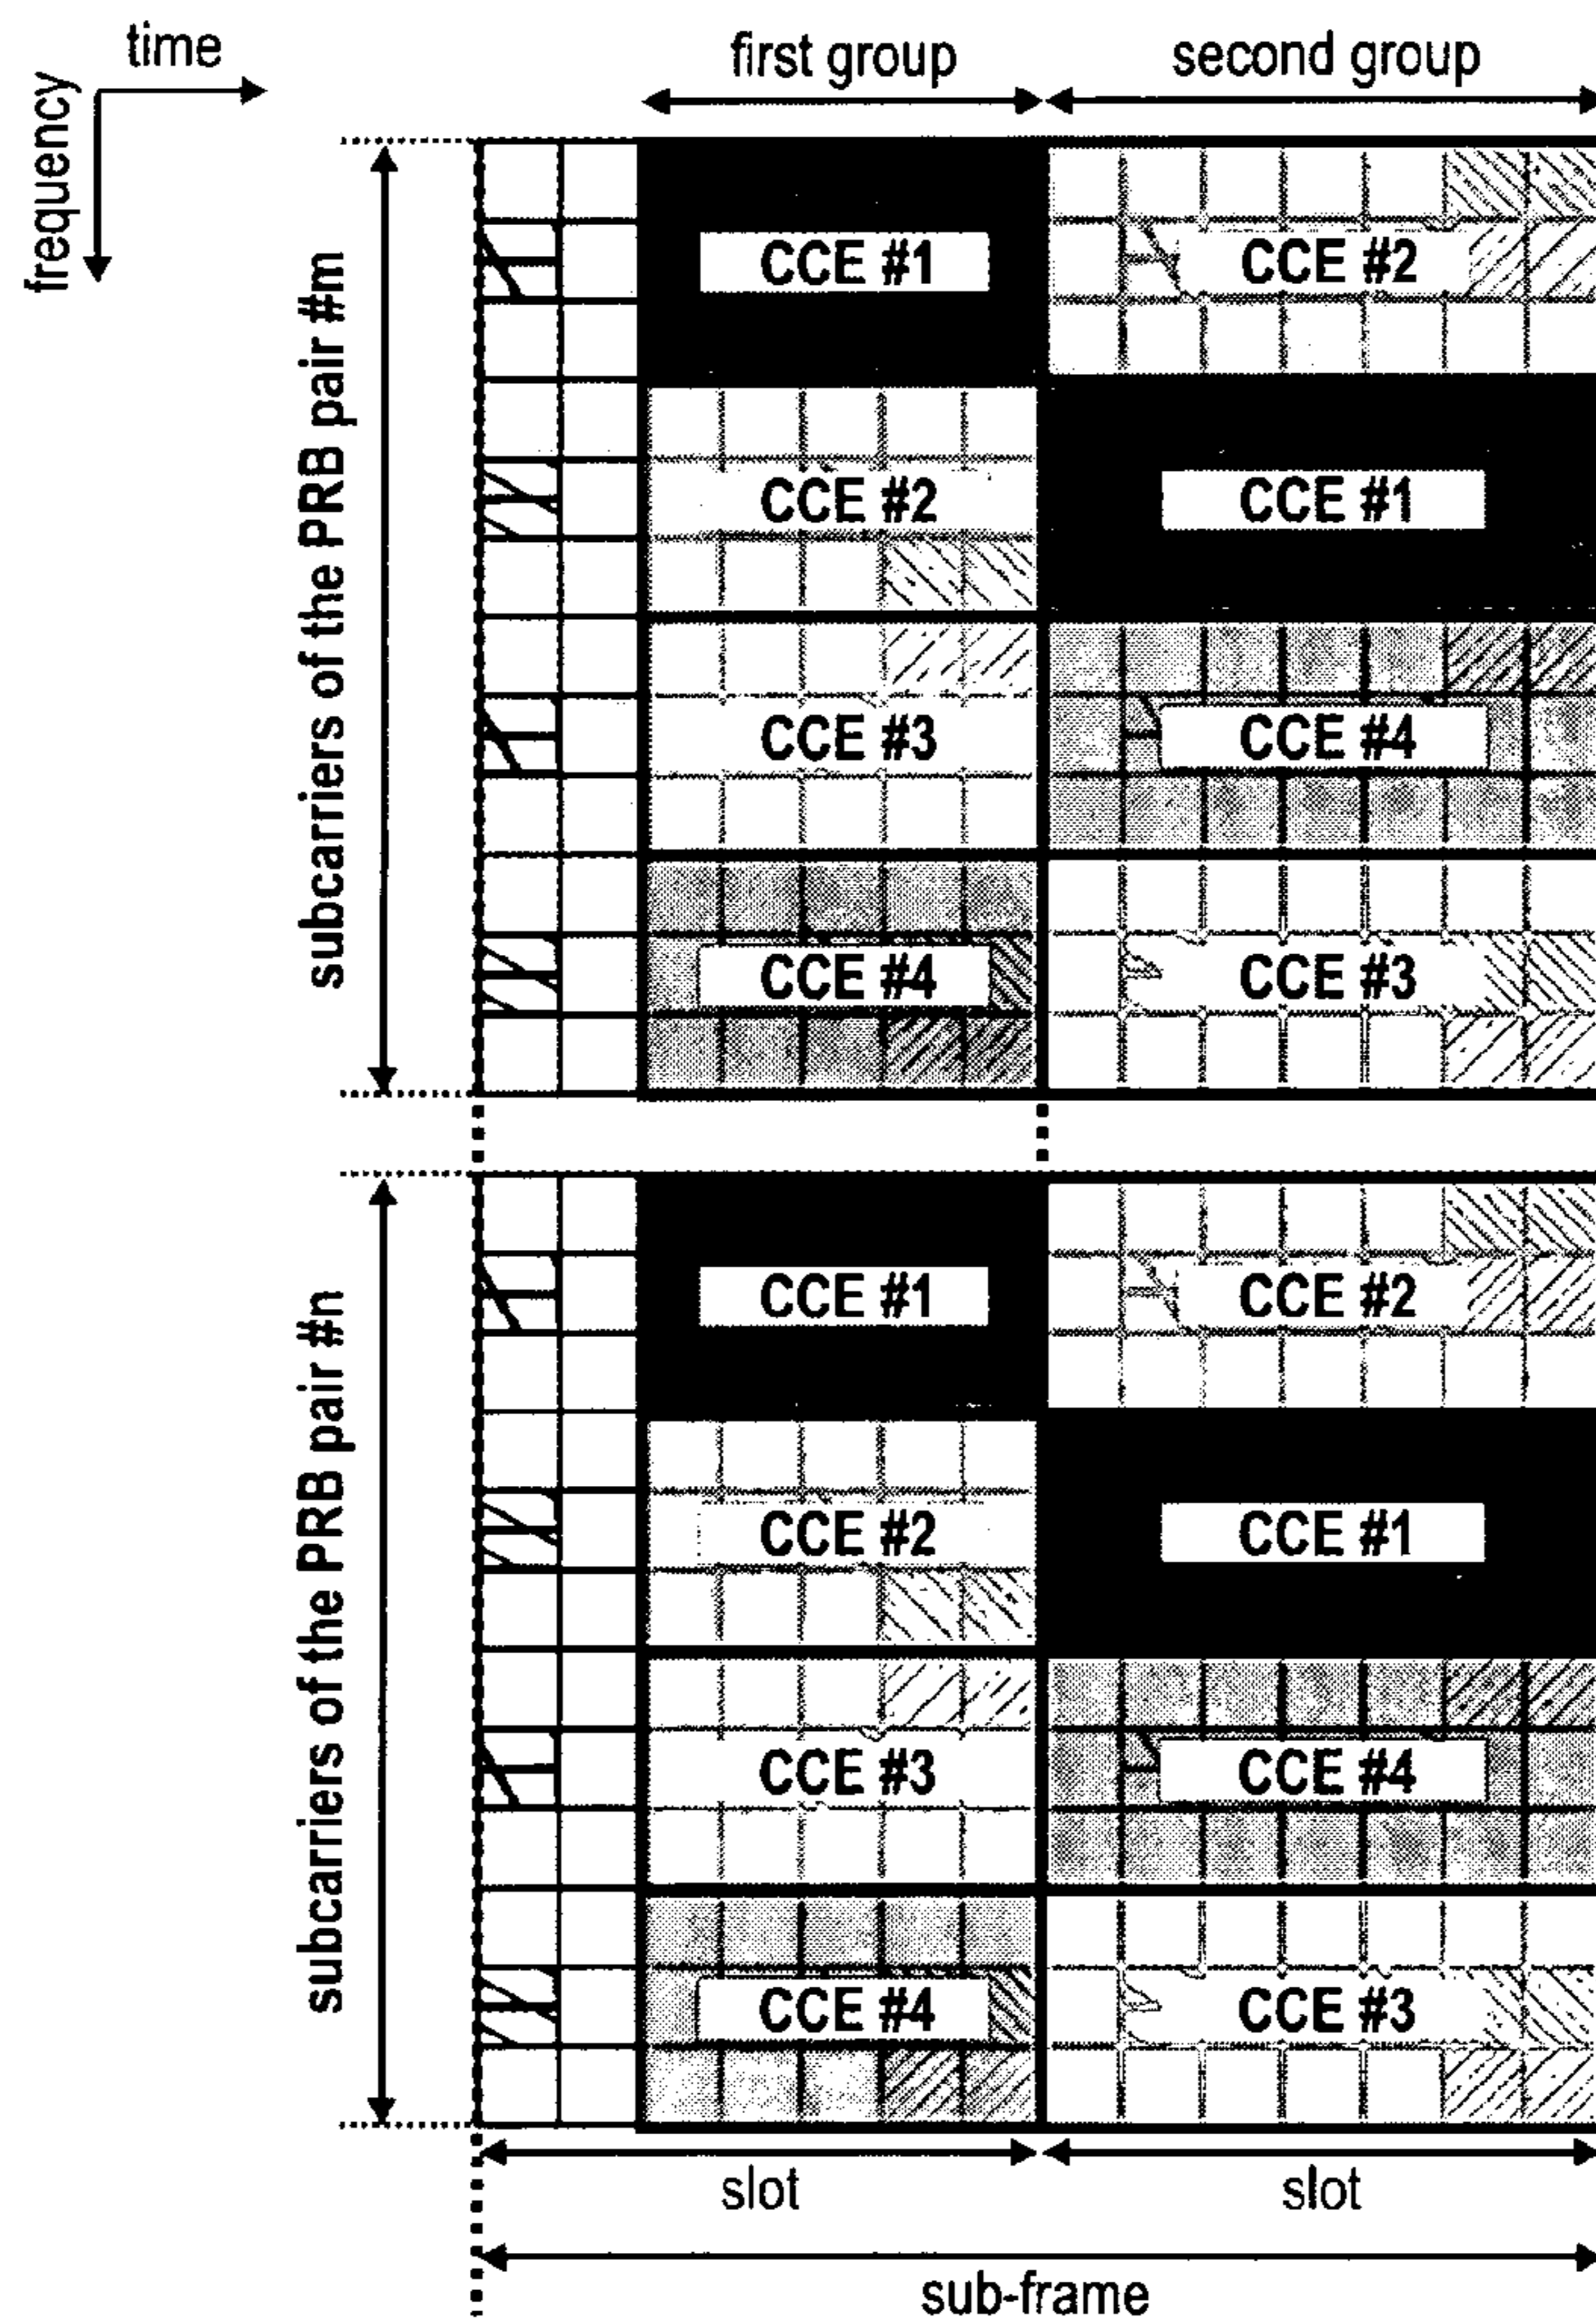 time
frequency
first group
second group
subcarriers of the PRB pair #m
CCE #1
CCE #2
CCE #2
CCE #1
CCE #3
CCE #4
CCE #4
CCE #3
subcarriers of the PRB pair #n
CCE #1
CCE #2
CCE #2
CCE #1
CCE #3
CCE #4
CCE #4
CCE #3
slot
slot
sub-frame